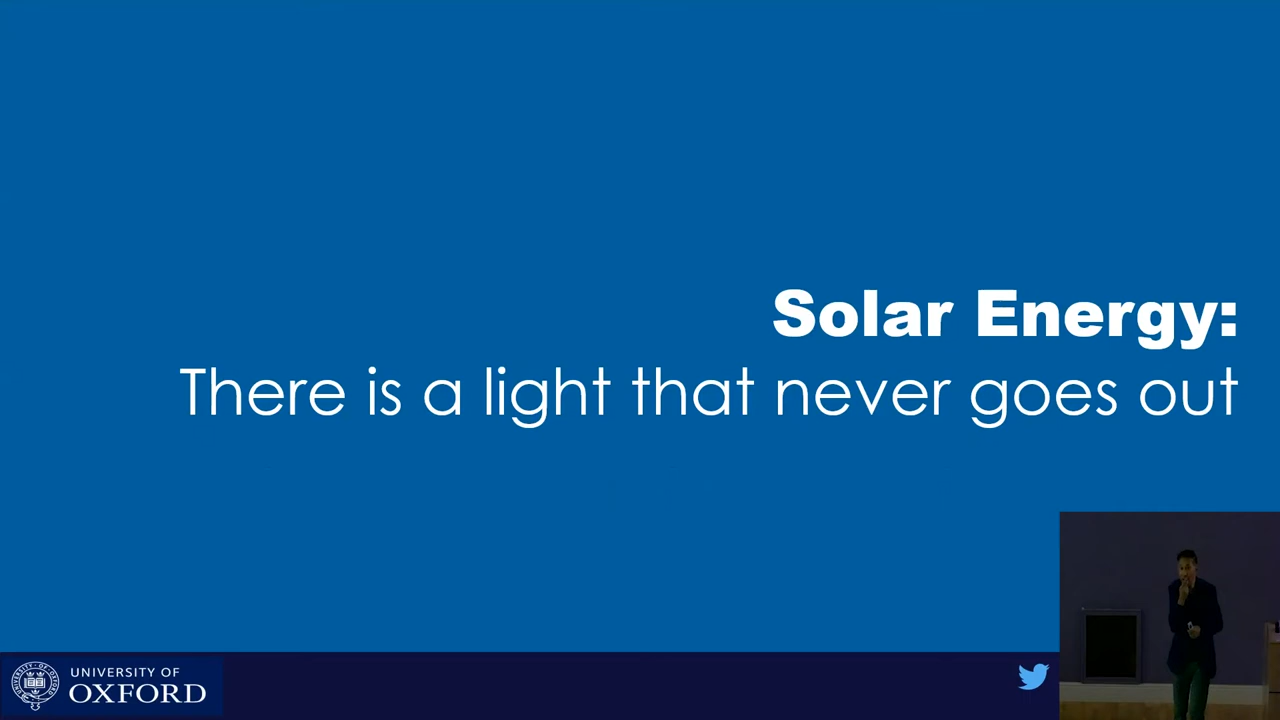 Solar Energy:
There is a light that never goes out
UNIVERSITY OF
OXFORD